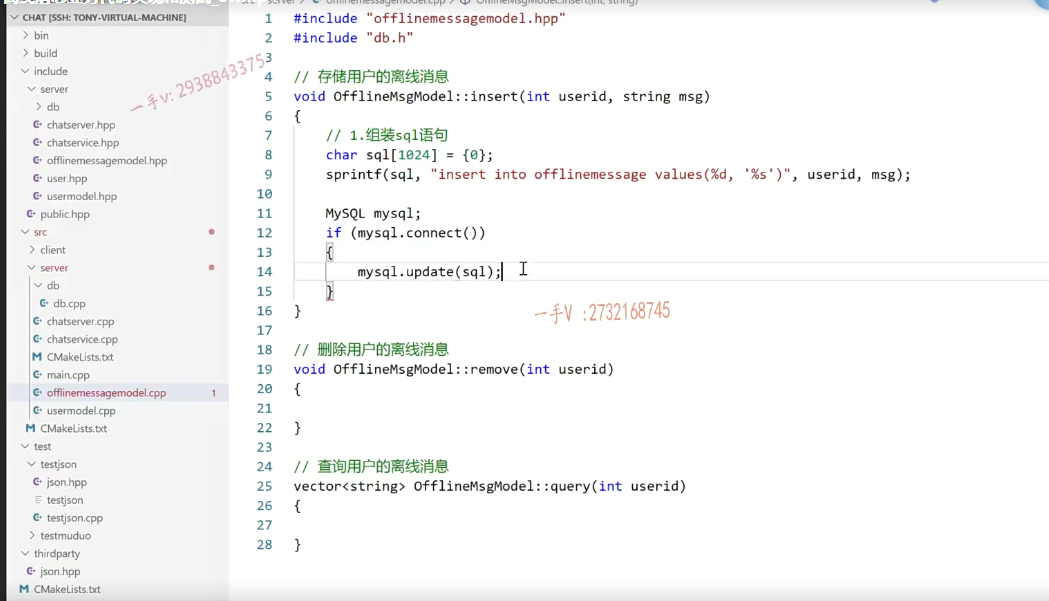 CHAT [SSH: TONY-VIRTUAL-MACHINE]
bin
build
include
server
db
chatserver.hpp
chatservice.hpp
offlinemessagemodel.hpp
user.hpp
usermodel.hpp
public.hpp
src
client
server
db
db.cpp
chatserver.cpp
chatservice.cpp
CMakeLists.txt
main.cpp
offlinemessagemodel.cpp 1
usermodel.cpp
CMakeLists.txt
test
testjson
json.hpp
testjson
testjson.cpp
testmuduo
thirdparty
json.hpp
CMakeLists.txt
一手v: 2938843375
1 #include "offlinemessagemodel.hpp"
2 #include "db.h"
3
4 // 存储用户的离线消息
5 void OfflineMsgModel::insert(int userid, string msg)
6 {
7 // 1.组装sql语句
8 char sql[1024] = {0};
9 sprintf(sql, "insert into offlinemessage values(%d, '%s')", userid, msg);
10
11 MySQL mysql;
12 if (mysql.connect())
13 {
14 mysql.update(sql);
15 }
16 }
17
18 // 删除用户的离线消息
19 void OfflineMsgModel::remove(int userid)
20 {
21
22 }
23
24 // 查询用户的离线消息
25 vector<string> OfflineMsgModel::query(int userid)
26 {
27
28 }
一手V :2732168745